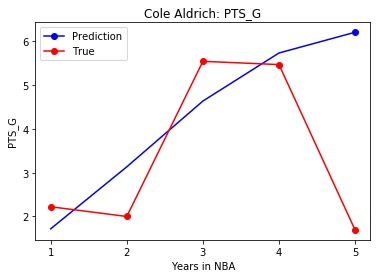 Cole Aldrich: PTS_G
Prediction
True
6
5
4
3
2
PTS_G
1 2 3 4 5
Years in NBA